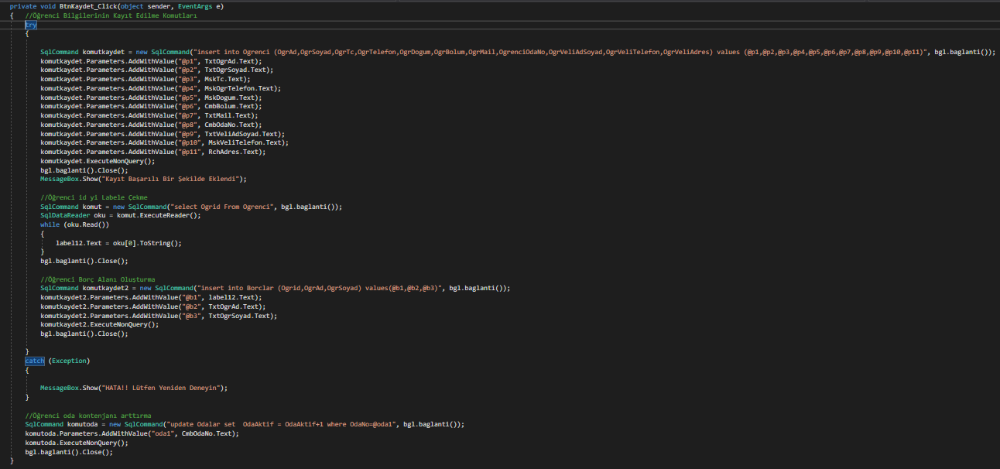 private void BtnKaydet_Click(object sender, EventArgs e)
{   //Öğrenci Bilgilerinin Kayıt Edilme Komutları
try
{
SqlCommand komutkaydet = new SqlCommand("insert into Ogrenci (OgrAd,OgrSoyad,OgrTc,OgrTelefon,OgrDogum,OgrBolum,OgrMail,OgrenciOdaNo,OgrVeliAdSoyad,OgrVeliTelefon,OgrVeliAdres) values (@p1,@p2,@p3,@p4,@p5,@p6,@p7,@p8,@p9,@p10,@p11)", bgl.baglanti());
komutkaydet.Parameters.AddWithValue("@p1", TxtOgrAd.Text);
komutkaydet.Parameters.AddWithValue("@p2", TxtOgrSoyad.Text);
komutkaydet.Parameters.AddWithValue("@p3", MskTc.Text);
komutkaydet.Parameters.AddWithValue("@p4", MskOgrTelefon.Text);
komutkaydet.Parameters.AddWithValue("@p5", MskDogum.Text);
komutkaydet.Parameters.AddWithValue("@p6", CmbBolum.Text);
komutkaydet.Parameters.AddWithValue("@p7", TxtMail.Text);
komutkaydet.Parameters.AddWithValue("@p8", CmbOdaNo.Text);
komutkaydet.Parameters.AddWithValue("@p9", TxtVeliAdSoyad.Text);
komutkaydet.Parameters.AddWithValue("@p10", MskVeliTelefon.Text);
komutkaydet.Parameters.AddWithValue("@p11", RchAdres.Text);
komutkaydet.ExecuteNonQuery();
bgl.baglanti().Close();
MessageBox.Show("Kayıt Başarılı Bir Şekilde Eklendi");
//Öğrenci id yi Labele Çekme
SqlCommand komut = new SqlCommand("select Ogrid From Ogrenci", bgl.baglanti());
SqlDataReader oku = komut.ExecuteReader();
while (oku.Read())
{
label12.Text = oku[0].ToString();
}
bgl.baglanti().Close();
//Öğrenci Borç Alanı Oluşturma
SqlCommand komutkaydet2 = new SqlCommand("insert into Borclar (Ogrid,OgrAd,OgrSoyad) values(@b1,@b2,@b3)", bgl.baglanti());
komutkaydet2.Parameters.AddWithValue("@b1", label12.Text);
komutkaydet2.Parameters.AddWithValue("@b2", TxtOgrAd.Text);
komutkaydet2.Parameters.AddWithValue("@b3", TxtOgrSoyad.Text);
komutkaydet2.ExecuteNonQuery();
bgl.baglanti().Close();
}
catch (Exception)
{
MessageBox.Show("HATA!! Lütfen Yeniden Deneyin");
}
//Öğrenci oda kontenjanı arttırma
SqlCommand komutoda = new SqlCommand("update Odalar set  OdaAktif = OdaAktif+1 where OdaNo=@oda1", bgl.baglanti());
komutoda.Parameters.AddWithValue("oda1", CmbOdaNo.Text);
komutoda.ExecuteNonQuery();
bgl.baglanti().Close();
}